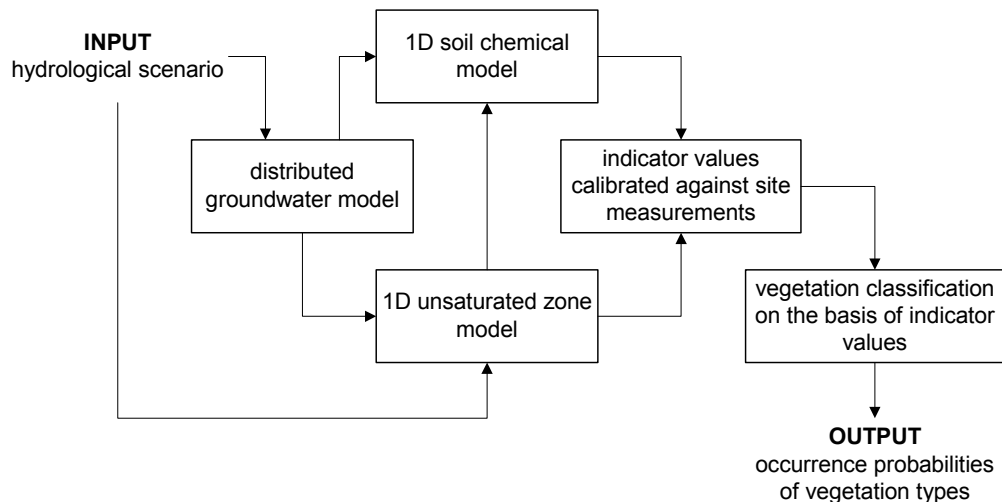 INPUT
hydrological scenario
1D soil chemical
model
distributed
groundwater model
indicator values
calibrated against site
measurements
1D unsaturated zone
model
vegetation classification
on the basis of indicator
values
OUTPUT
occurrence probabilities
of vegetation types